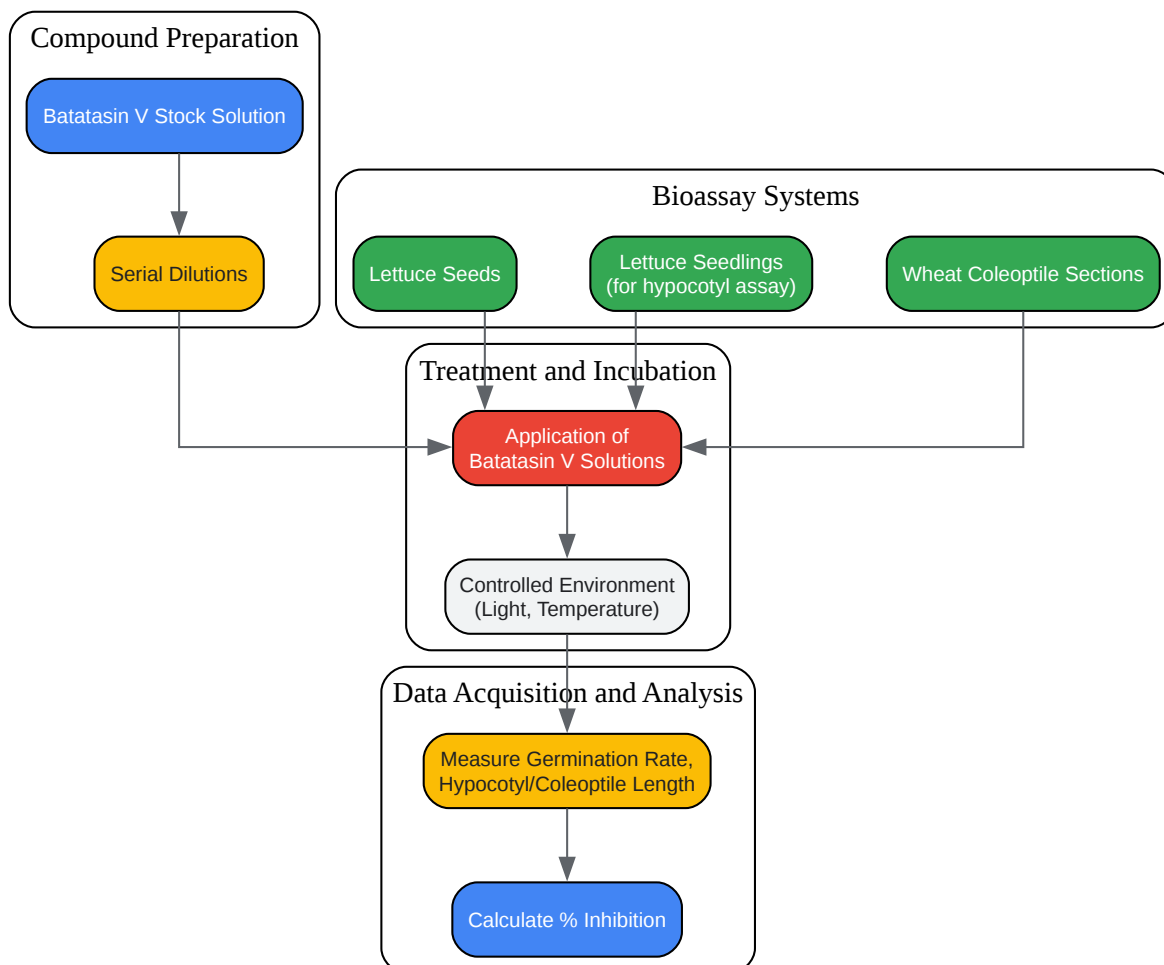 Compound Preparation
Batatasin V Stock Solution
Serial Dilutions
Bioassay Systems
Lettuce Seeds
Lettuce Seedlings
(for hypocotyl assay)
Wheat Coleoptile Sections
Treatment and Incubation
Application of
Batatasin V Solutions
Controlled Environment
(Light, Temperature)
Data Acquisition and Analysis
Measure Germination Rate,
Hypocotyl/Coleoptile Length
Calculate % Inhibition